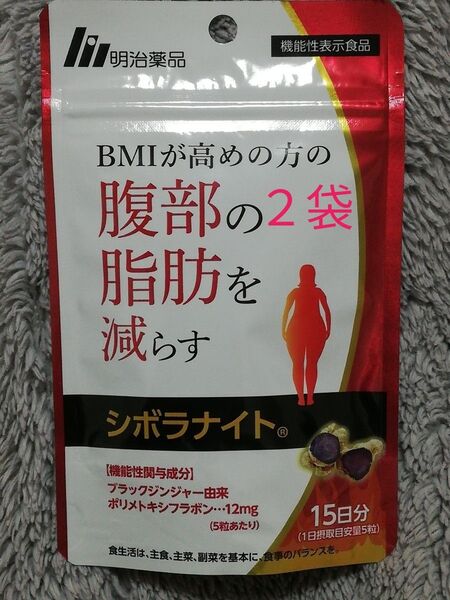 明治薬品
機能性表示食品
BMIが高めの方の
腹部の2袋
脂肪を
減らす
シボラナイト®
【機能性関与成分】
ブラックジンジャー由来
ポリメトキシフラボン…12mg
(5粒あたり)
15日分
(1日摂取目安量5粒)
食生活は、主食、主菜、副菜を基本に、食事のバランスを。